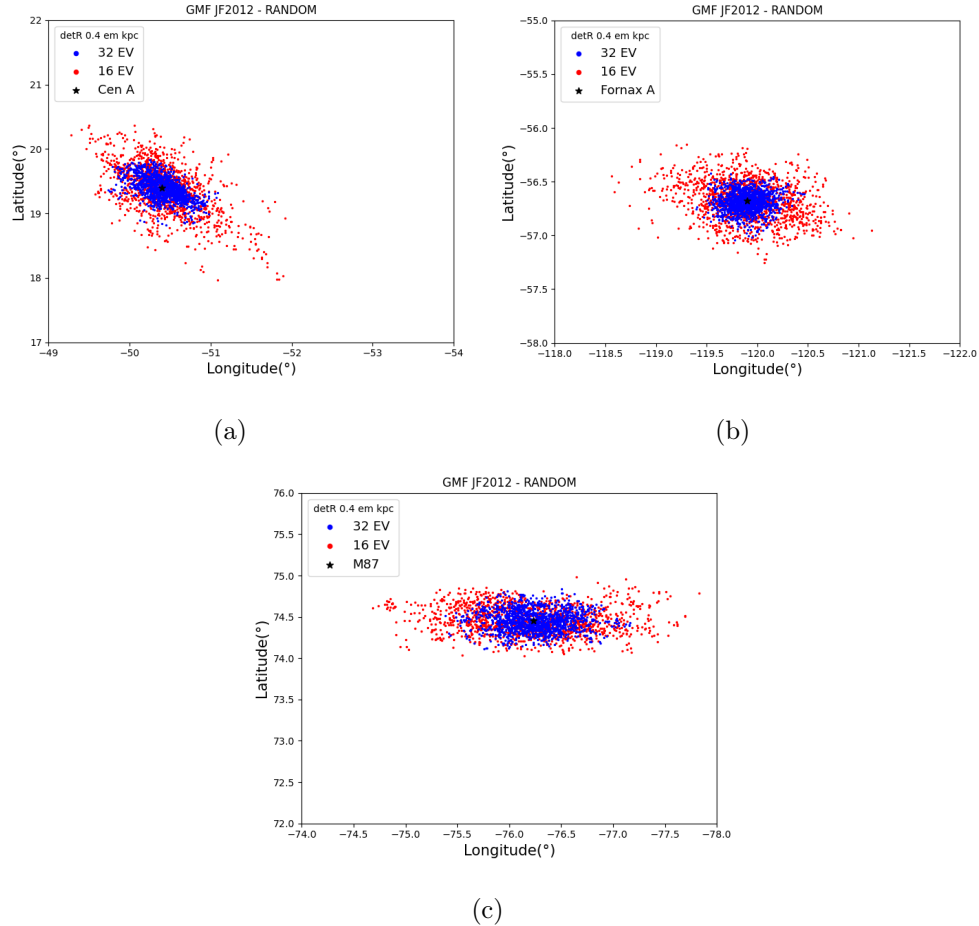 GMF JF2012 - RANDOM
detR 0.4 em kpc
32 EV
16 EV
Cen A
Latitude(°)
22
21
20
19
18
17
−49
−50
−51
−52
−53
−54
Longitude(°)
(a)
GMF JF2012 - RANDOM
detR 0.4 em kpc
32 EV
16 EV
Fornax A
Latitude(°)
−55.0
−55.5
−56.0
−56.5
−57.0
−57.5
−58.0
−118.0
−118.5
−119.0
−119.5
−120.0
−120.5
−121.0
−121.5
−122.0
Longitude(°)
(b)
GMF JF2012 - RANDOM
detR 0.4 em kpc
32 EV
16 EV
M87
Latitude(°)
76.0
75.5
75.0
74.5
74.0
73.5
73.0
72.5
72.0
−74.0
−74.5
−75.0
−75.5
−76.0
−76.5
−77.0
−77.5
−78.0
Longitude(°)
(c)